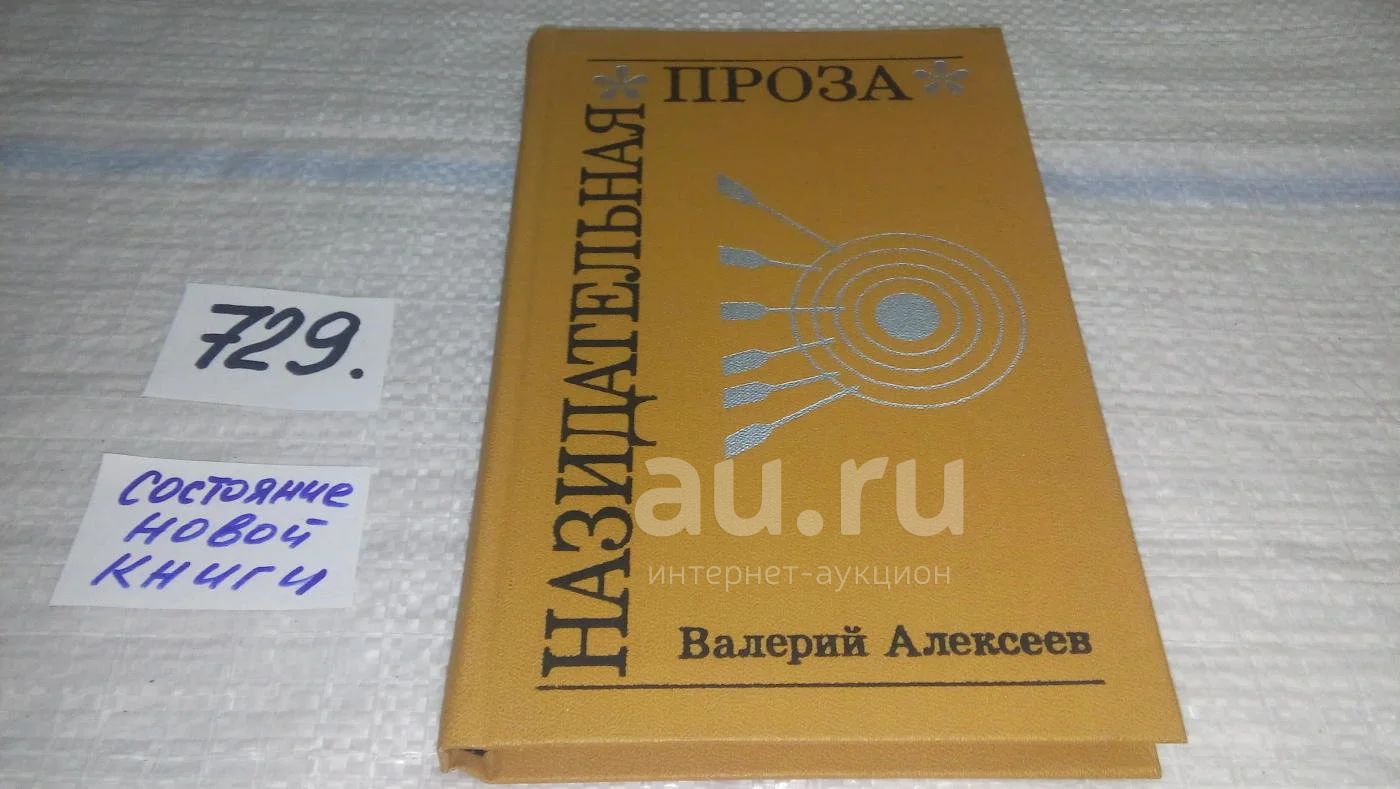 НАЗИДАТЕЛЬНАЯ
ПРОЗА
Валерий Алексеев
729.
Состояние
новой
книги
au.ru
интернет-аукцион